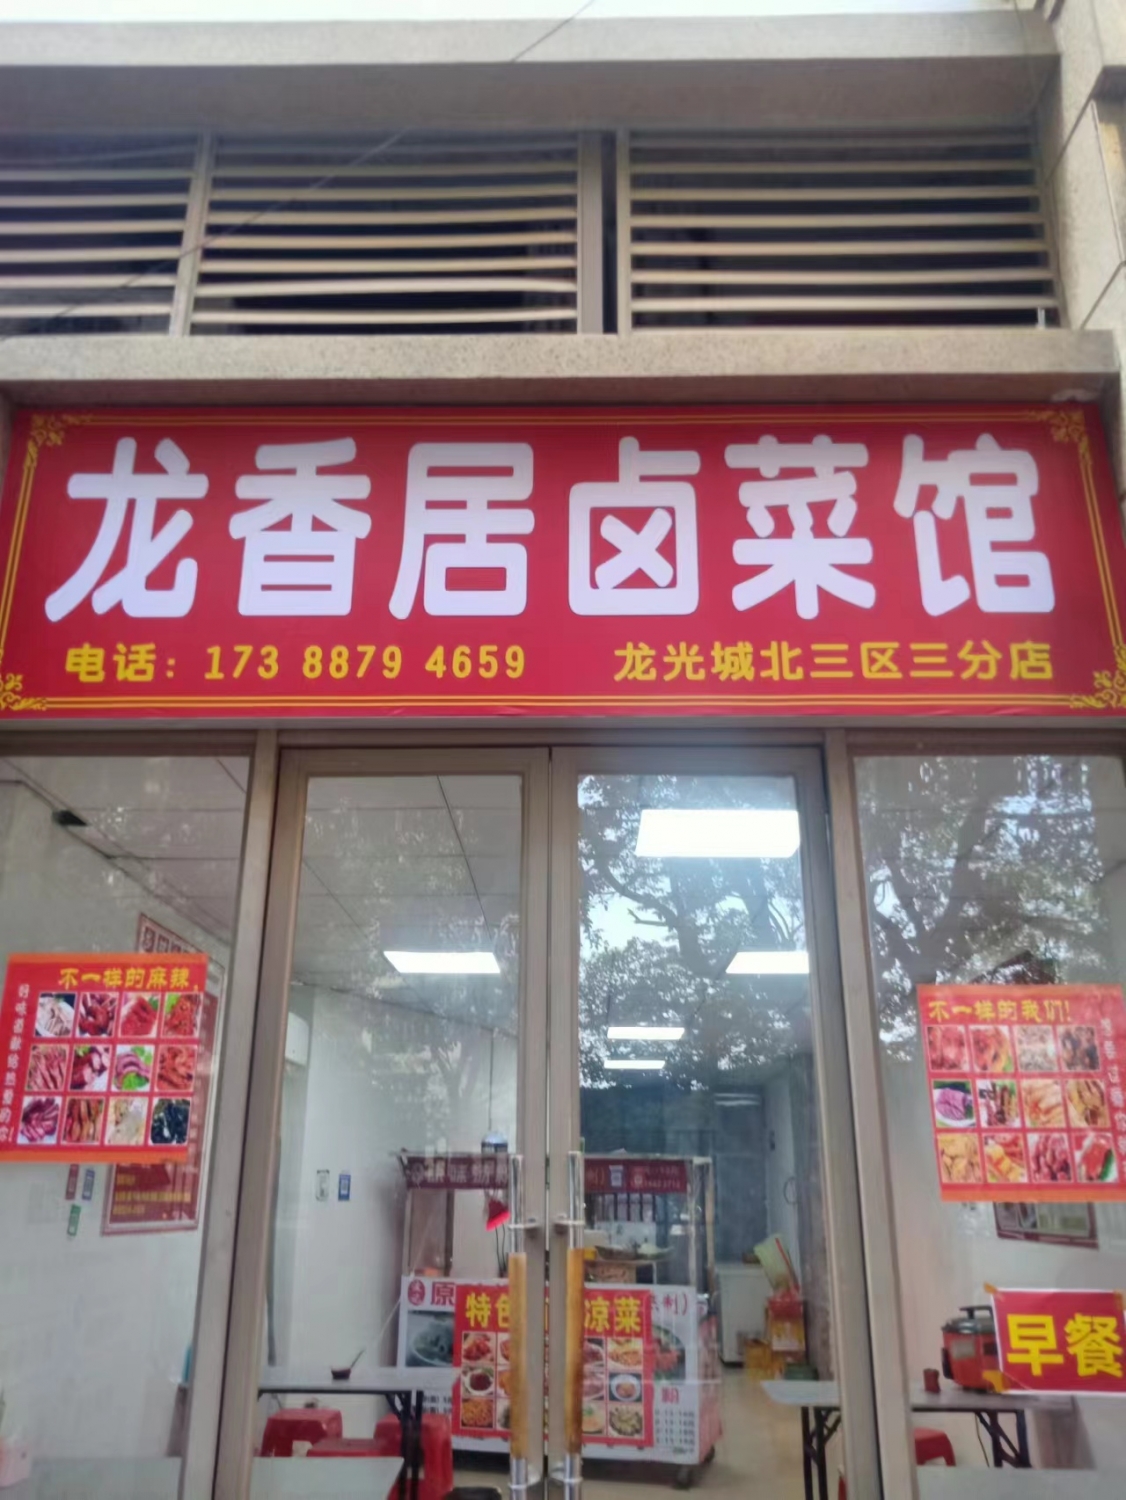 龙香居卤菜馆
电话：173 8879 4659
龙光城北三区三分店
不一样的麻辣，
不一样的我们！
早餐
特色
凉菜
原
粉